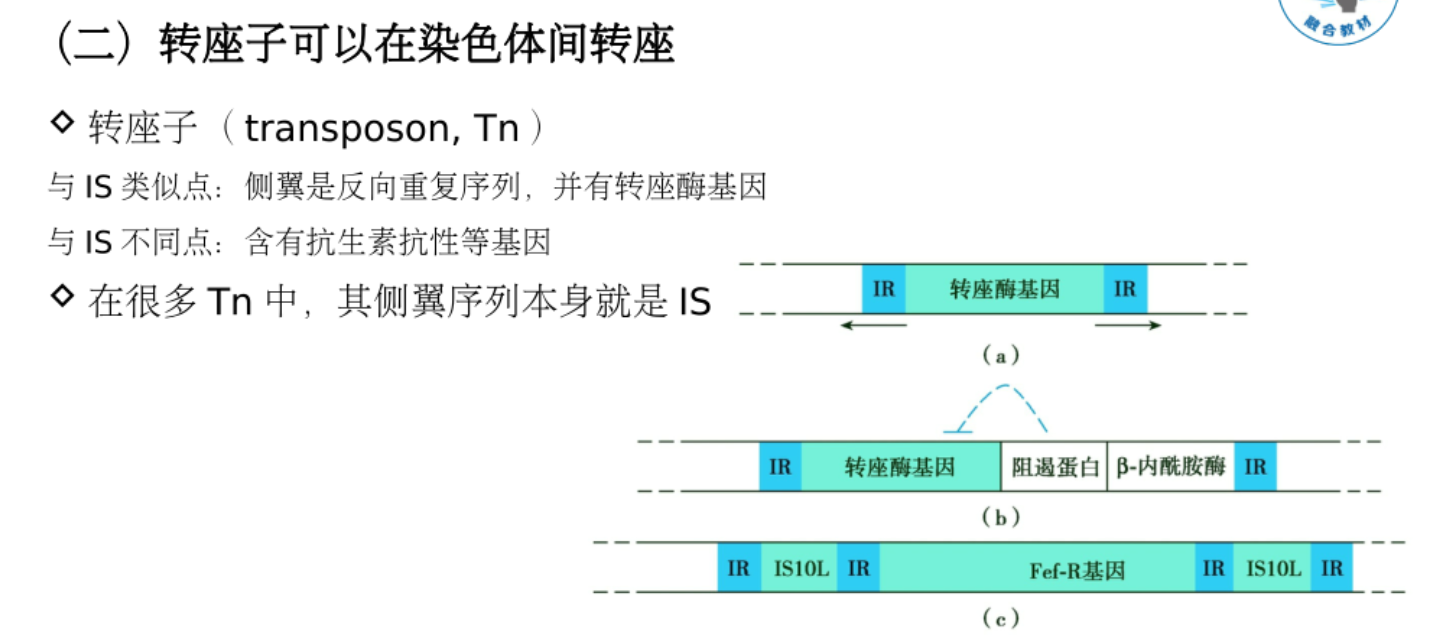 融合教材
（二）转座子可以在染色体间转座
转座子（transposon, Tn）
与 IS 类似点：侧翼是反向重复序列，并有转座酶基因
与 IS 不同点：含有抗生素抗性等基因
在很多 Tn 中，其侧翼序列本身就是 IS
IR 转座酶基因 IR
(a)
IR 转座酶基因 阻遏蛋白 β-内酰胺酶 IR
(b)
IR IS10L IR Fef-R基因 IR IS10L IR
(c)